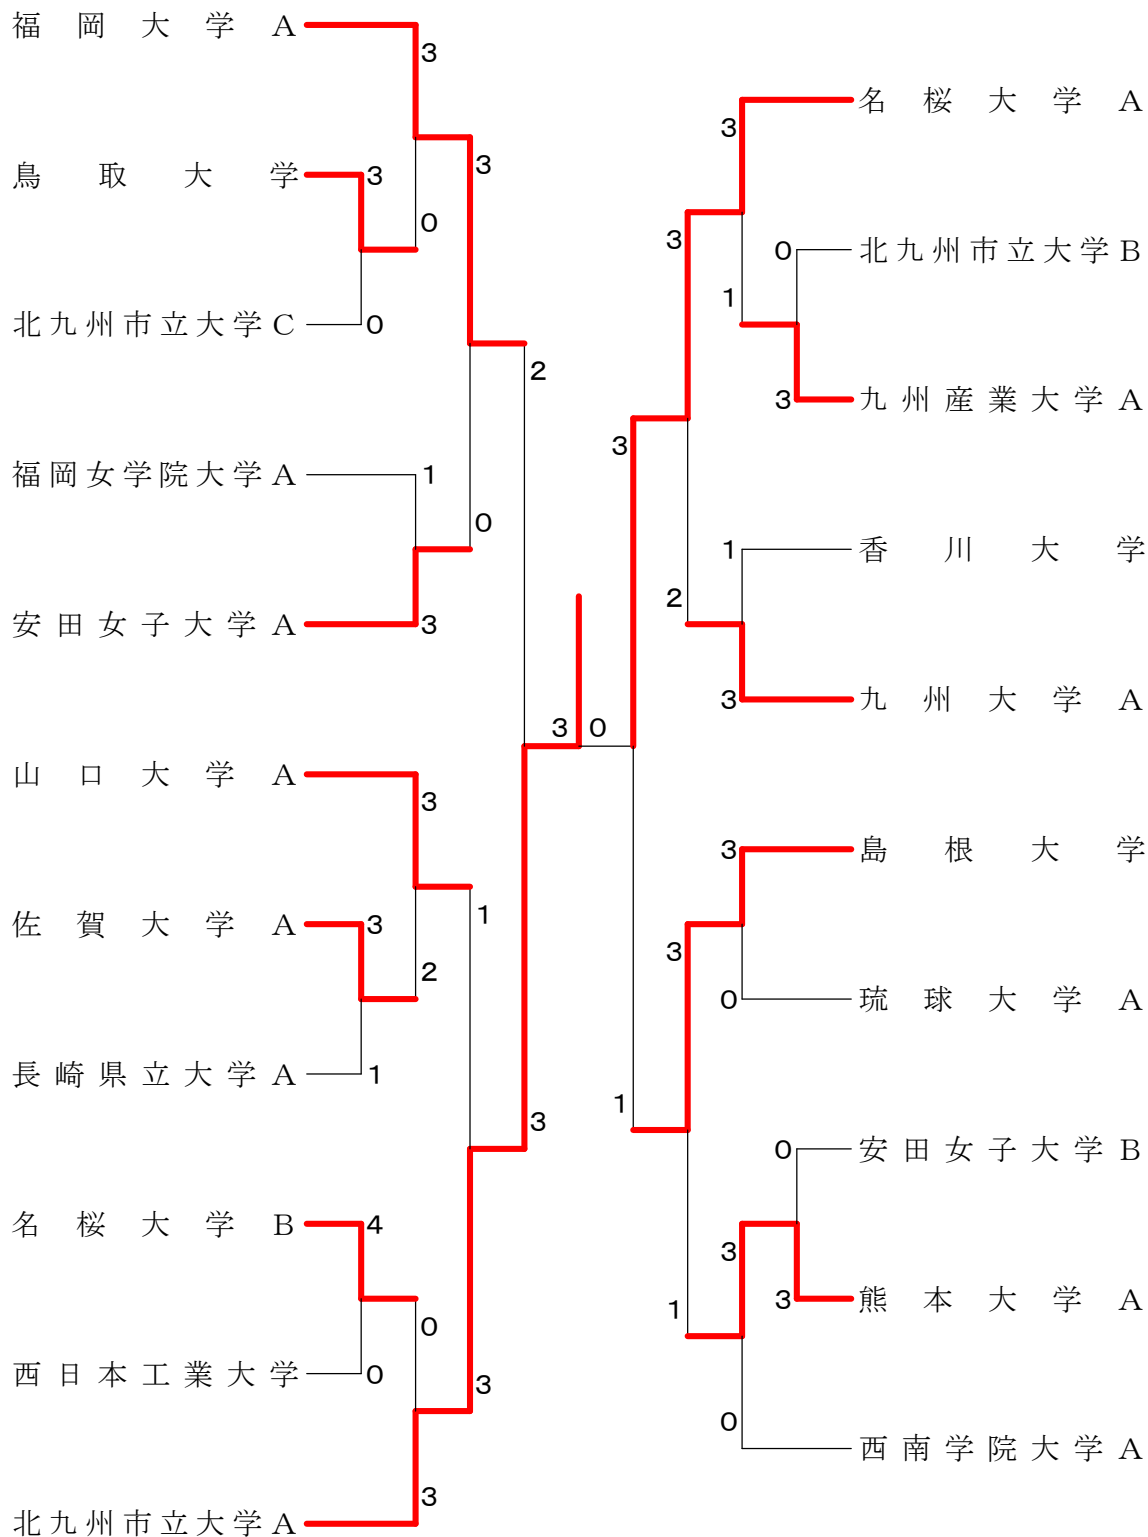 福岡大学A
3
鳥取大学
3
3
0
北九州市立大学C
0
2
福岡女学院大学A
1
0
安田女子大学A
3
山口大学A
3
佐賀大学A
3
1
2
長崎県立大学A
1
3
名桜大学B
4
0
西日本工業大学
0
3
北九州市立大学A
3
3 0
名桜大学A
3
3
北九州市立大学B
0
1
九州産業大学A
3
3
香川大学
1
2
九州大学A
3
島根大学
3
3
琉球大学A
0
1
安田女子大学B
0
3
熊本大学A
3
1
0
西南学院大学A